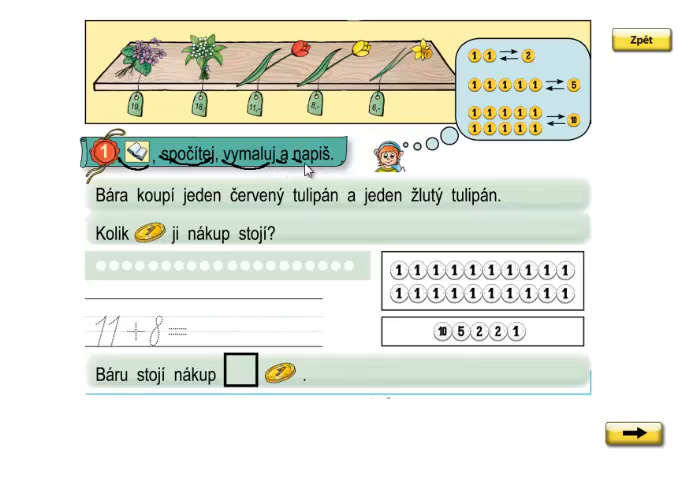 Zpět
1 1 2
1 1 1 1 1 5
1 1 1 1 1
1 1 1 1 1 10
19,- 18,- 11,- 8,- 6,-
1 , spočítej, vymaluj a napiš.
Bára koupí jeden červený tulipán a jeden žlutý tulipán.
Kolik 1 ji nákup stojí?
1 1 1 1 1 1 1 1 1 1
1 1 1 1 1 1 1 1 1 1
11+8=
10 5 2 2 1
Báru stojí nákup 1 .